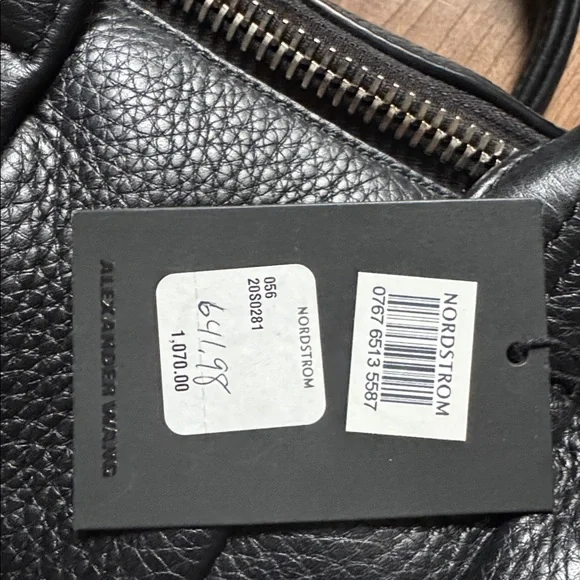 ALEXANDER WANG
NORDSTROM
056
20S0281
641.98
1,070.00
NORDSTROM
0767 6513 5587